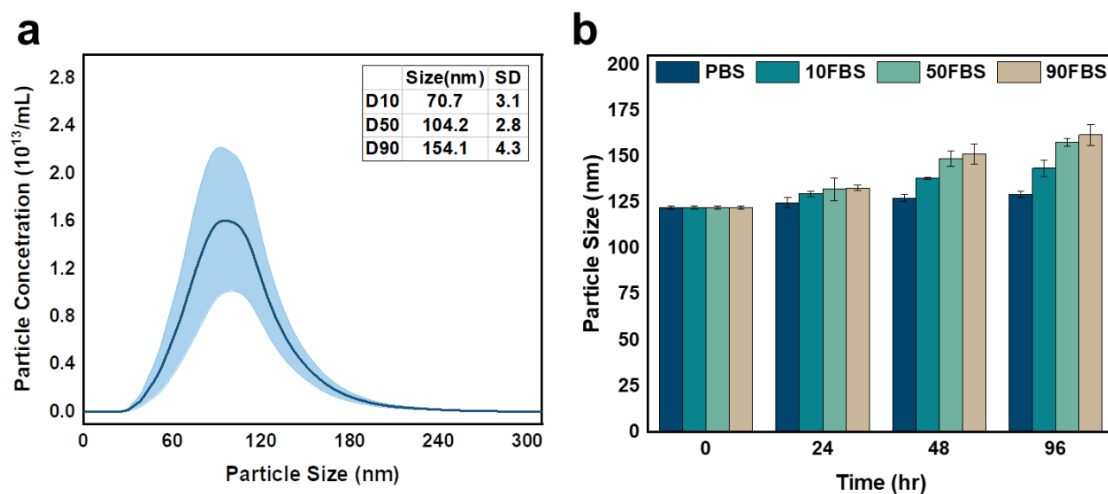 a
Particle Concetration (10¹³/mL)
2.8
2.4
2.0
1.6
1.2
0.8
0.4
0.0
0 60 120 180 240 300
Particle Size (nm)
Size(nm) SD
D10 70.7 3.1
D50 104.2 2.8
D90 154.1 4.3
b
PBS 10FBS 50FBS 90FBS
Particle Size (nm)
200
175
150
125
100
75
50
25
0
0 24 48 96
Time (hr)